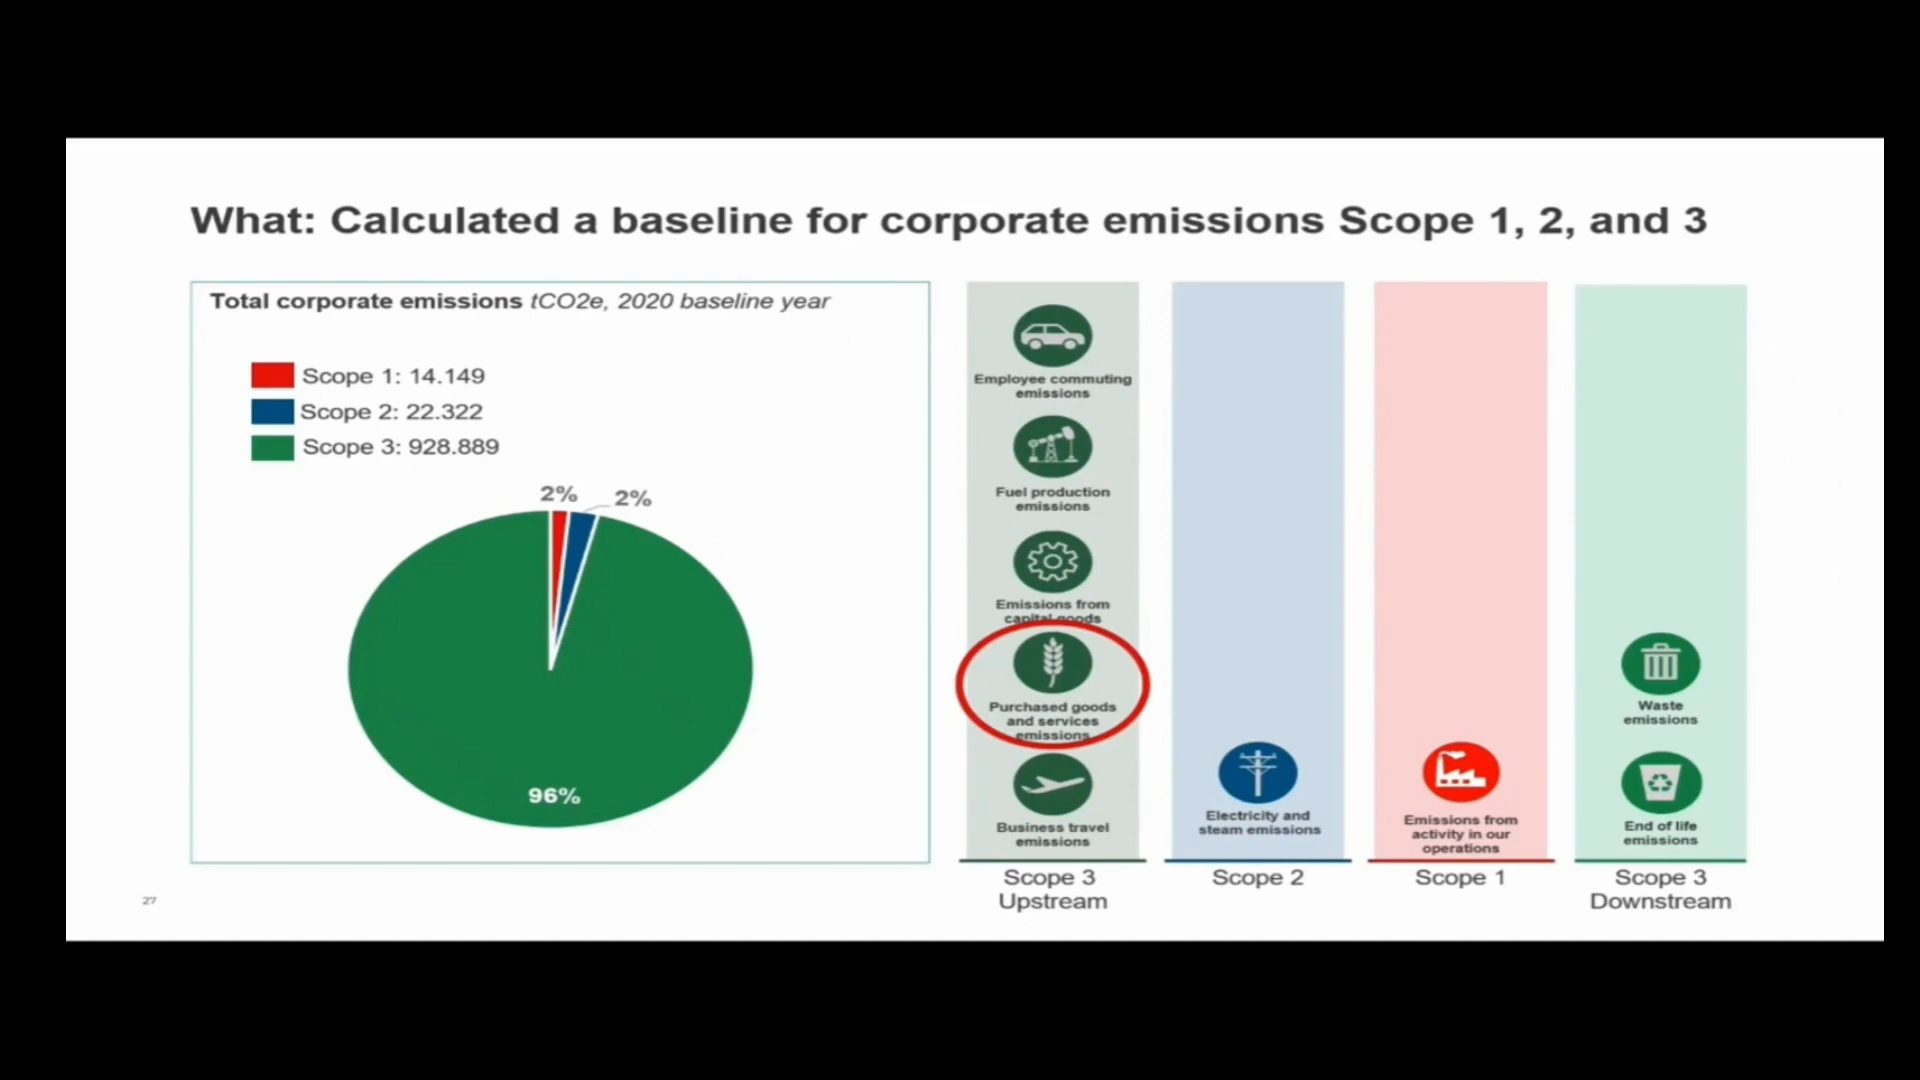 What: Calculated a baseline for corporate emissions Scope 1, 2, and 3
Total corporate emissions tCO2e, 2020 baseline year
Scope 1: 14.149
Scope 2: 22.322
Scope 3: 928.889
2%
2%
96%
Employee commuting
emissions
Fuel production
emissions
Emissions from
capital goods
Purchased goods
and services
emissions
Business travel
emissions
Scope 3
Upstream
Electricity and
steam emissions
Scope 2
Emissions from
activity in our
operations
Scope 1
Waste
emissions
End of life
emissions
Scope 3
Downstream
27